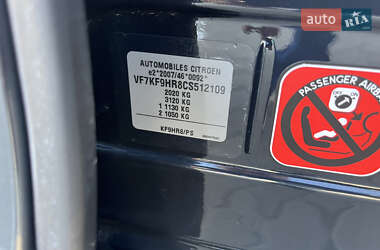 auto RIA
AUTOMOBILES CITROEN
e2*2007/46*0092*
VF7KF9HR8CS512109
2020 KG
3120 KG
1 1130 KG
2 1050 KG
KF9HR8/PS
PASSENGER AIRB